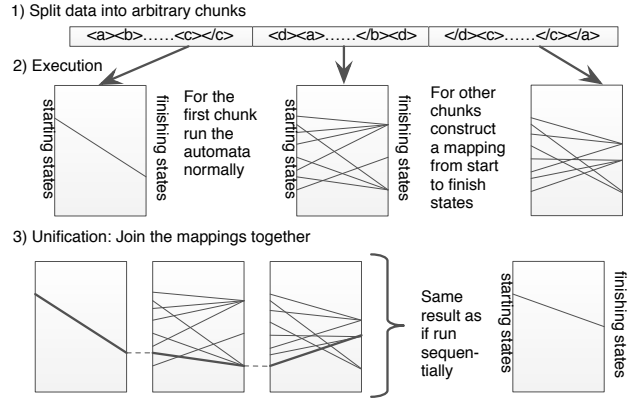 1) Split data into arbitrary chunks
<a><b>......<c></c> <d><a>......</b><d> </d><c>......</c></a>
2) Execution
starting states
finishing states
For the
first chunk
run the
automata
normally
starting states
finishing states
For other
chunks
construct
a mapping
from start
to finish
states
3) Unification: Join the mappings together
Same
result as
if run
sequen-
tially
starting states
finishing states